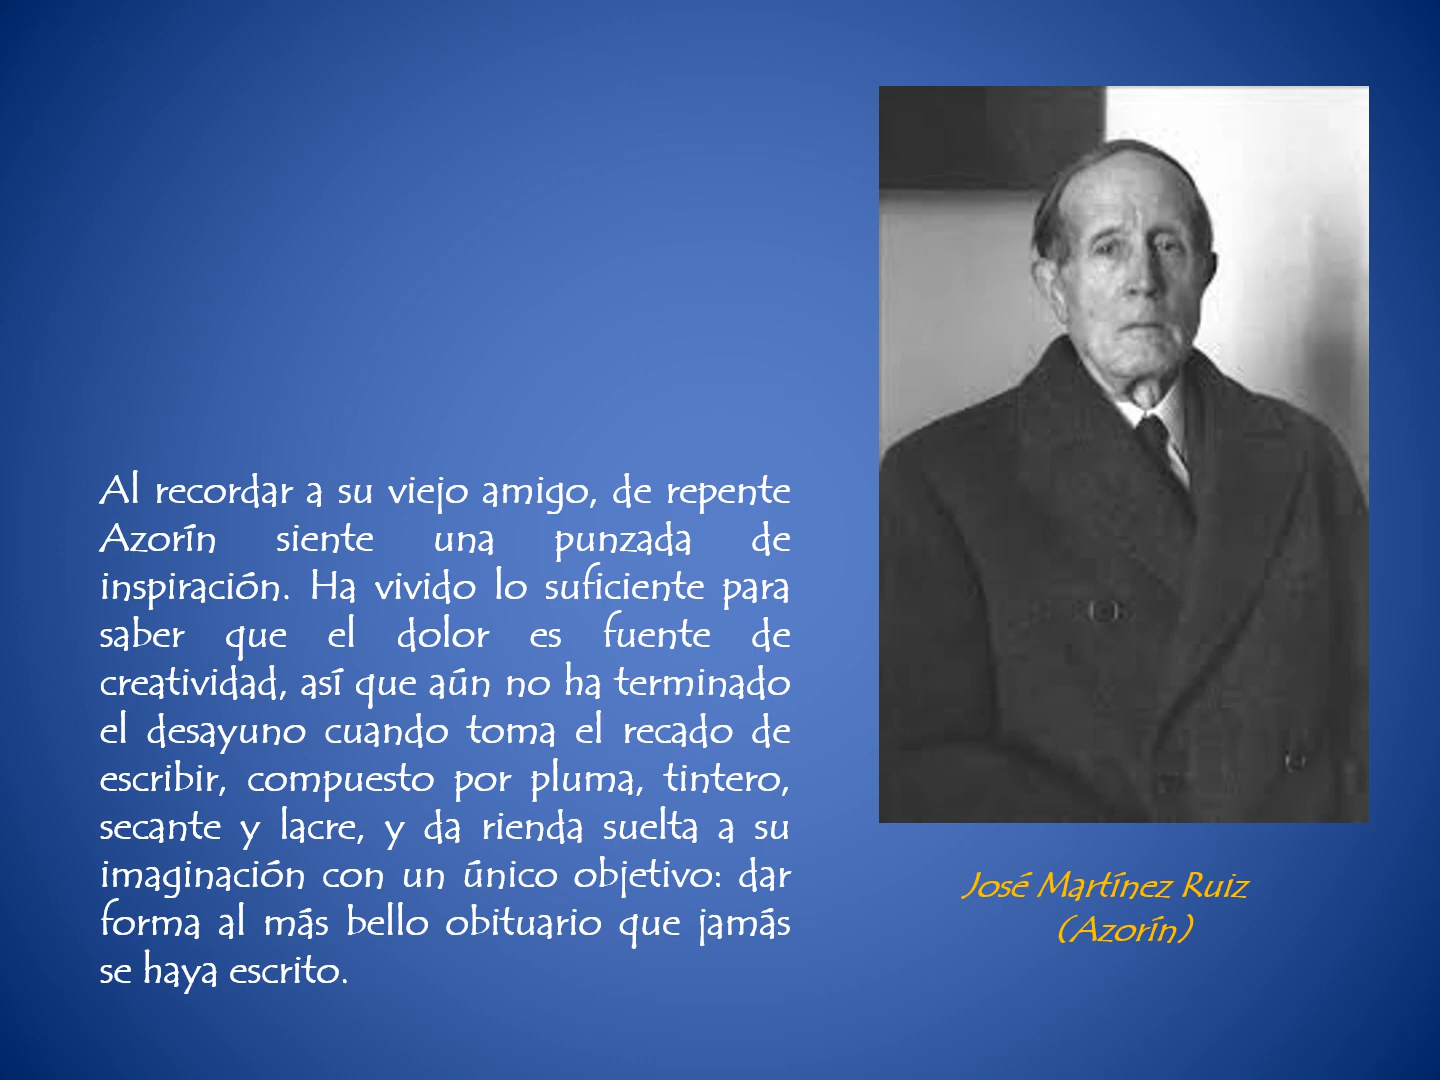 Al recordar a su viejo amigo, de repente
Azorín siente una punzada de
inspiración. Ha vivido lo suficiente para
saber que el dolor es fuente de
creatividad, así que aún no ha terminado
el desayuno cuando toma el recado de
escribir, compuesto por pluma, tintero,
secante y lacre, y da rienda suelta a su
imaginación con un único objetivo: dar
forma al más bello obituario que jamás
se haya escrito.
José Martínez Ruiz
(Azorín)